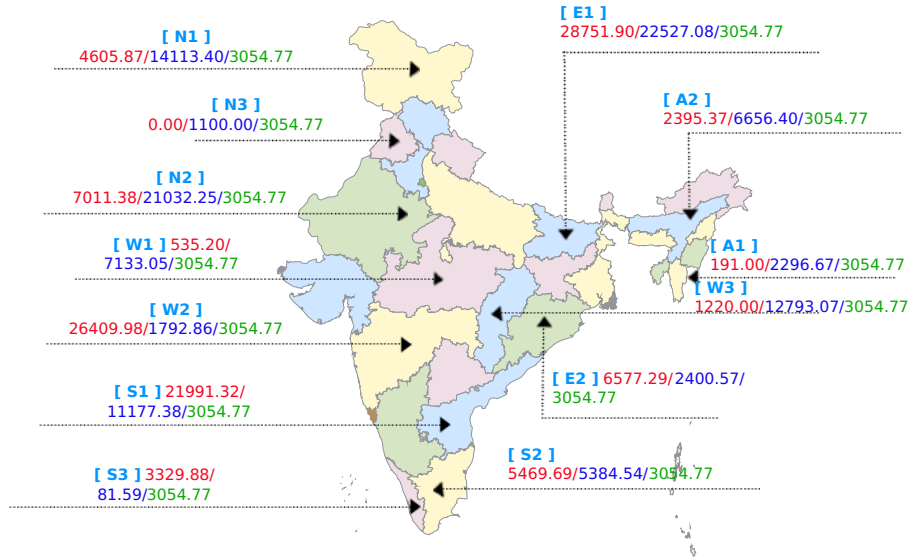 [ N1 ]
4605.87/14113.40/3054.77
[ E1 ]
28751.90/22527.08/3054.77
[ N3 ]
0.00/1100.00/3054.77
[ A2 ]
2395.37/6656.40/3054.77
[ N2 ]
7011.38/21032.25/3054.77
[ W1 ] 535.20/
7133.05/3054.77
[ A1 ]
191.00/2296.67/3054.77
[ W3 ]
1220.00/12793.07/3054.77
[ W2 ]
26409.98/1792.86/3054.77
[ S1 ] 21991.32/
11177.38/3054.77
[ E2 ] 6577.29/2400.57/
3054.77
[ S2 ]
5469.69/5384.54/3054.77
[ S3 ] 3329.88/
81.59/3054.77